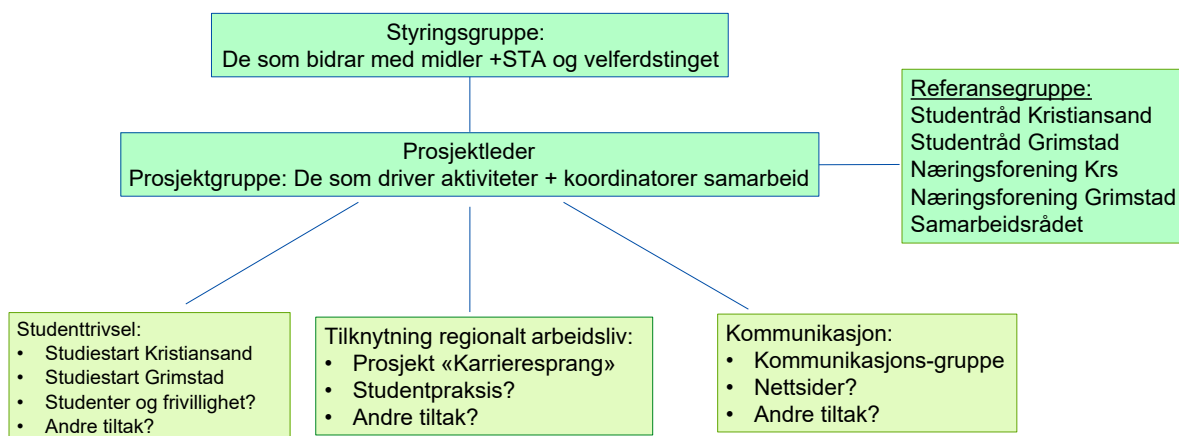 Styringsgruppe:
De som bidrar med midler +STA og velferdstinget
Referansegruppe:
Studentråd Kristiansand
Studentråd Grimstad
Næringsforening Krs
Næringsforening Grimstad
Samarbeidsrådet
Prosjektleder
Prosjektgruppe: De som driver aktiviteter + koordinatorer samarbeid
Studenttrivsel:
• Studiestart Kristiansand
• Studiestart Grimstad
• Studenter og frivillighet?
• Andre tiltak?
Tilknytning regionalt arbeidsliv:
• Prosjekt «Karrieresprang»
• Studentpraksis?
• Andre tiltak?
Kommunikasjon:
• Kommunikasjons-gruppe
• Nettsider?
• Andre tiltak?